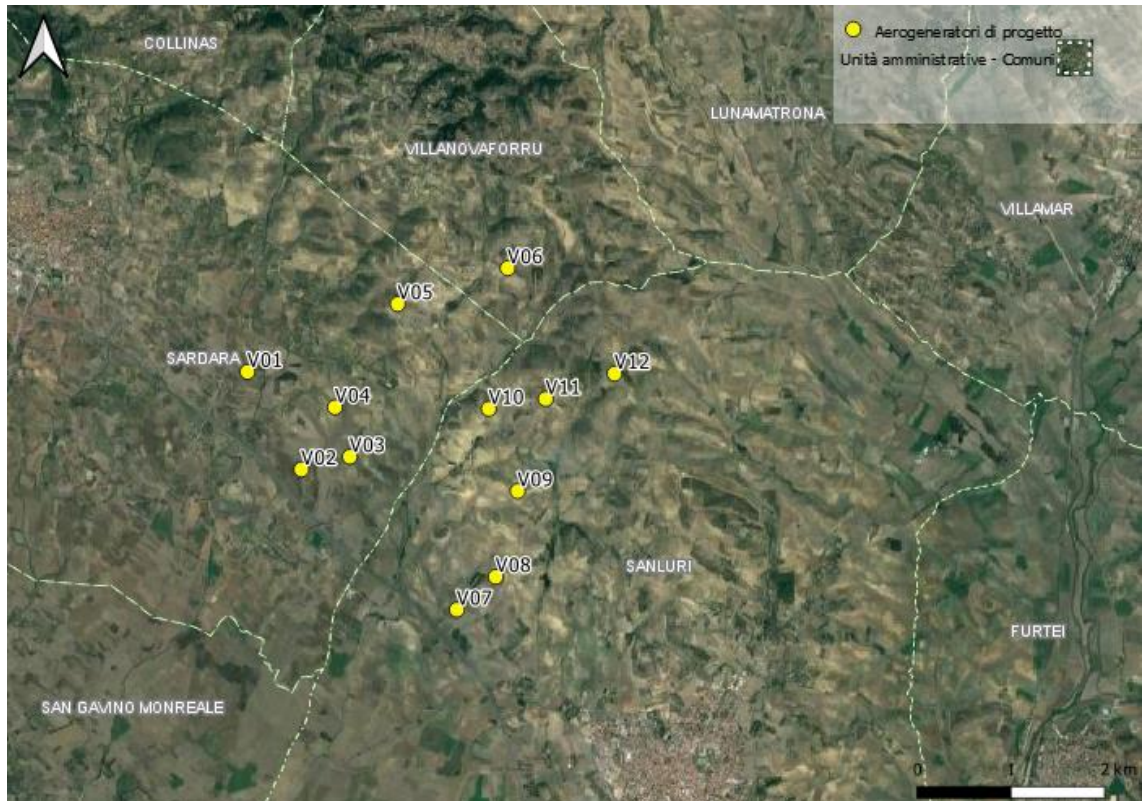 COLLINAS
Aerogeneratori di progetto
Unità amministrative - Comuni
LUNAMATRONA
VILLANOVAFORRU
VILLAMAR
V06
V05
SARDARA
V01
V12
V04
V10
V11
V02
V03
V09
V08
SANLURI
V07
FURTEI
SAN GAVINO MONREALE
0
1
2 km